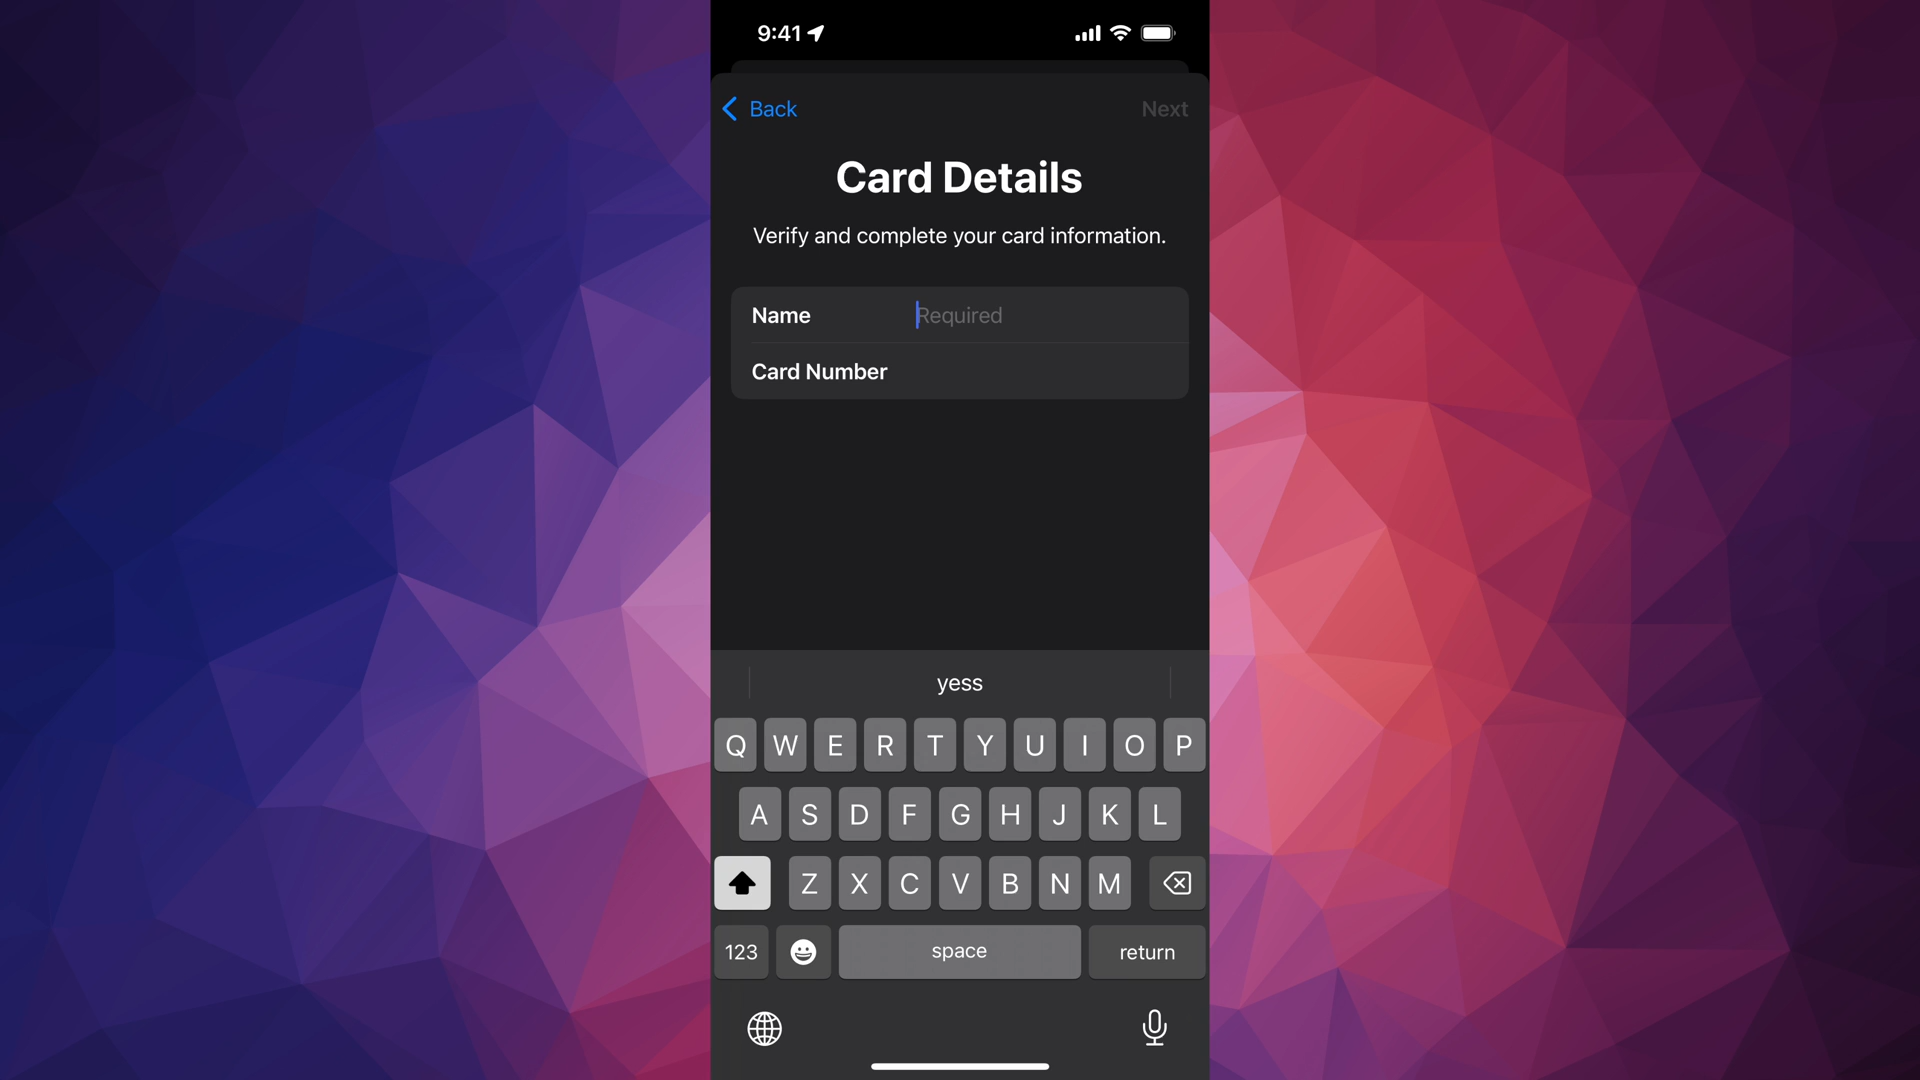 9:41
Back
Next
Card Details
Verify and complete your card information.
Name Required
Card Number
yess
Q W E R T Y U I O P
A S D F G H J K L
Z X C V B N M
123 space return